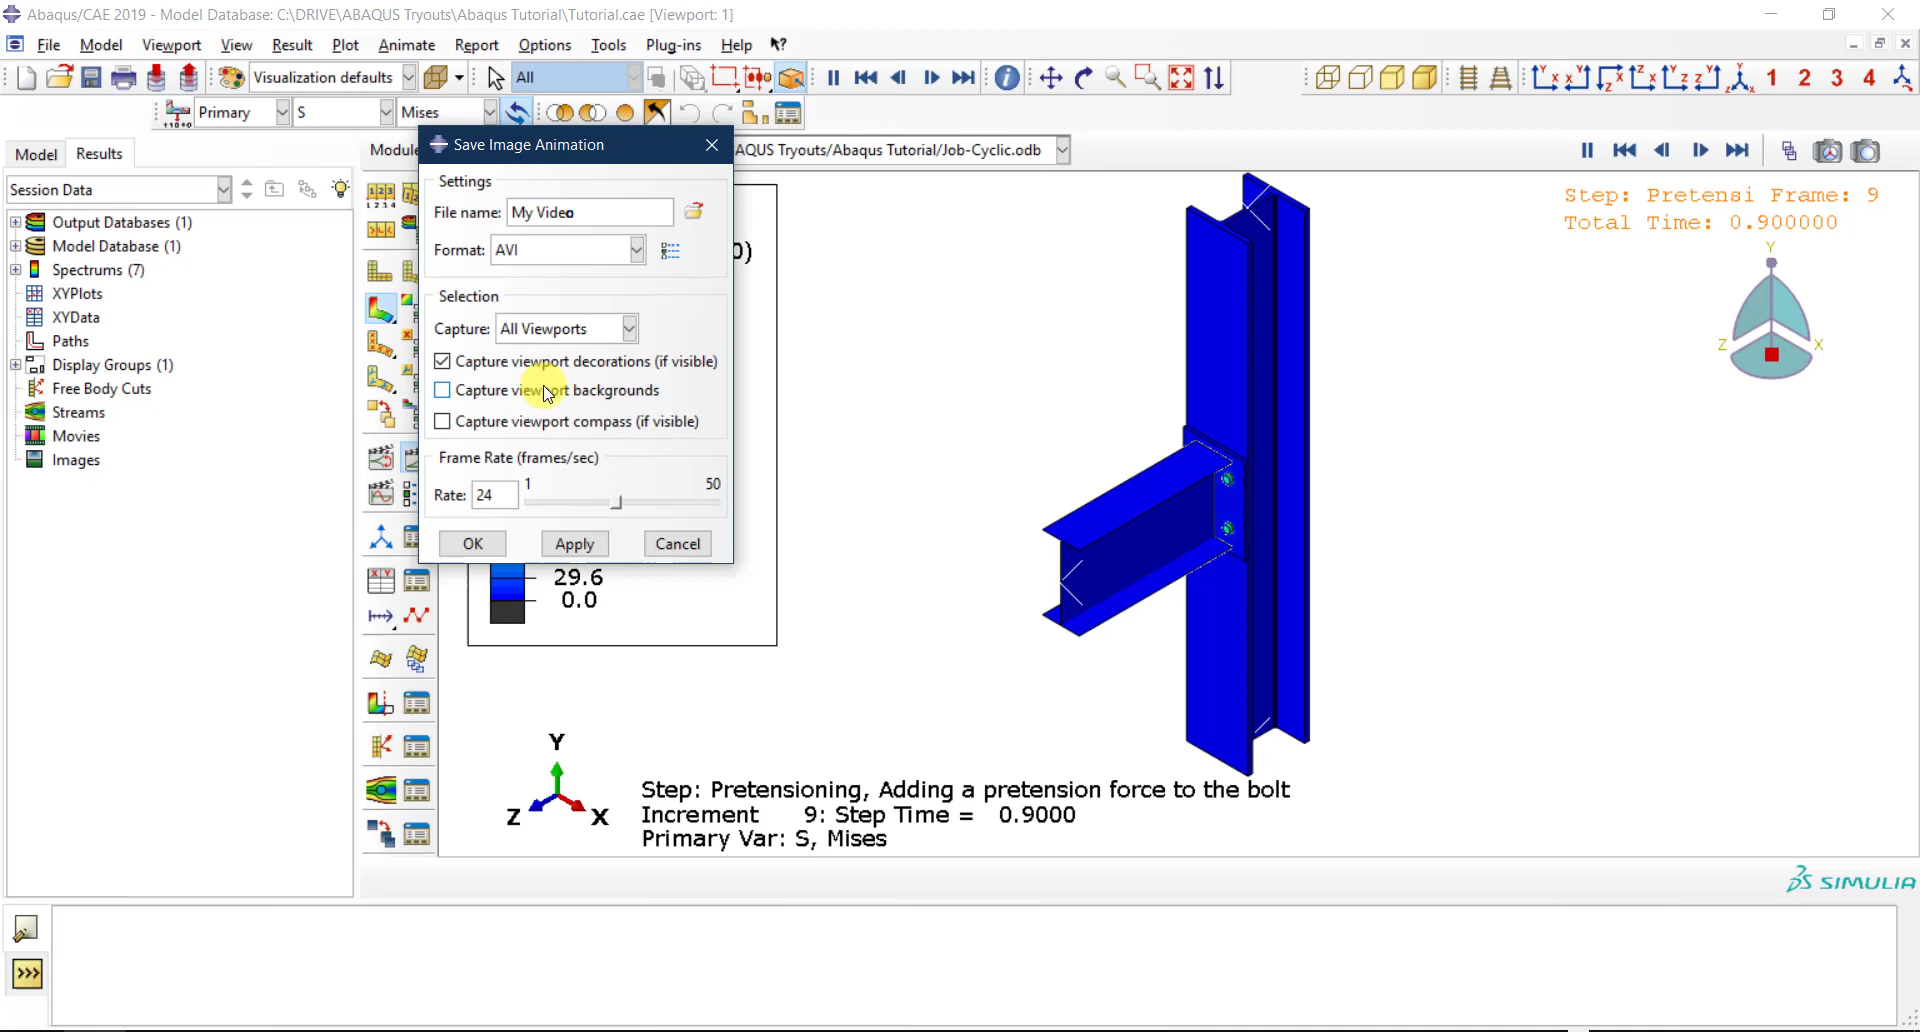 Abaqus/CAE 2019 - Model Database: C:\DRIVE\ABAQUS Tryouts\Abaqus Tutorial\Tutorial.cae [Viewport: 1]
File Model Viewport View Result Plot Animate Report Options Tools Plug-ins Help
Visualization defaults All 1 2 3 4
Primary S Mises
Model Results
Module
AQUS Tryouts/Abaqus Tutorial/Job-Cyclic.odb
Session Data
Output Databases (1)
Model Database (1)
Spectrums (7)
XYPlots
XYData
Paths
Display Groups (1)
Free Body Cuts
Streams
Movies
Images
Save Image Animation
Settings
File name: My Video
Format: AVI
Selection
Capture: All Viewports
Capture viewport decorations (if visible)
Capture viewport backgrounds
Capture viewport compass (if visible)
Frame Rate (frames/sec)
Rate: 24 1 50
OK Apply Cancel
0)
29.6
0.0
Step: Pretensi Frame: 9
Total Time: 0.900000
Y
Z X
Y
Z X
Step: Pretensioning, Adding a pretension force to the bolt
Increment 9: Step Time = 0.9000
Primary Var: S, Mises
SIMULIA
>>>